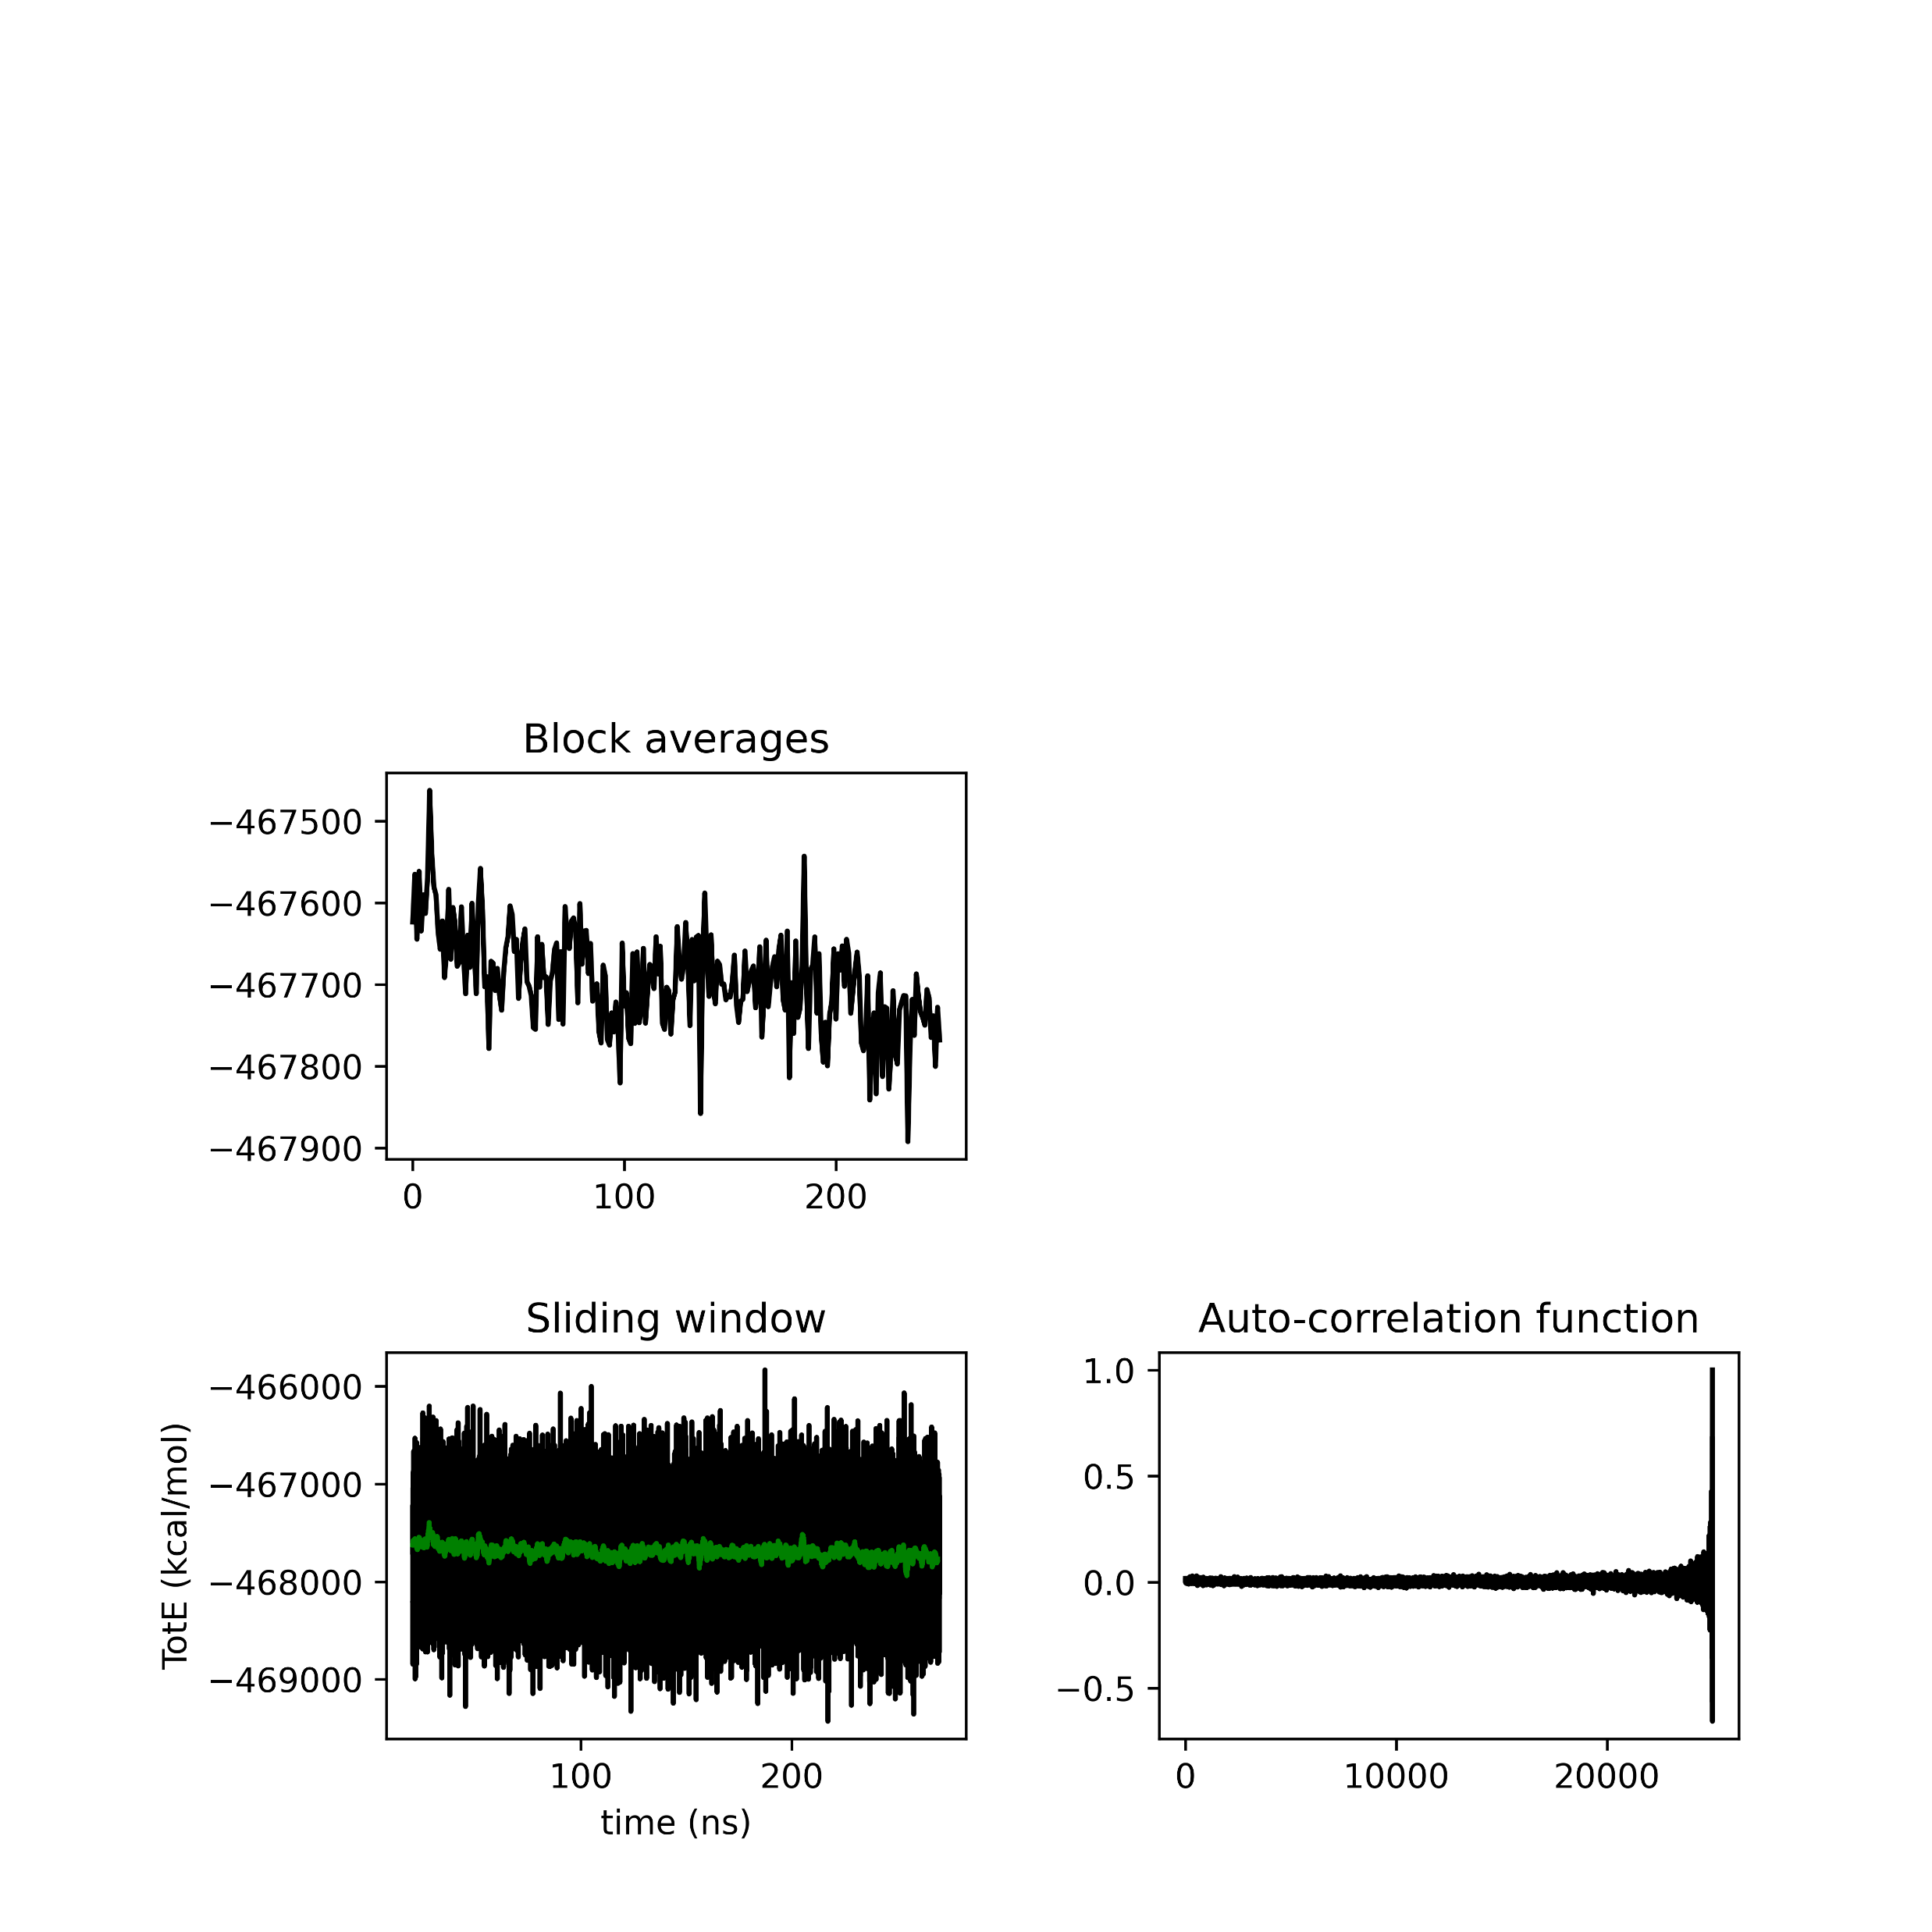 Block averages
−467500
−467600
−467700
−467800
−467900
0 100 200
Sliding window
−466000
−467000
−468000
−469000
TotE (kcal/mol)
100 200
time (ns)
Auto-correlation function
1.0
0.5
0.0
−0.5
0 10000 20000